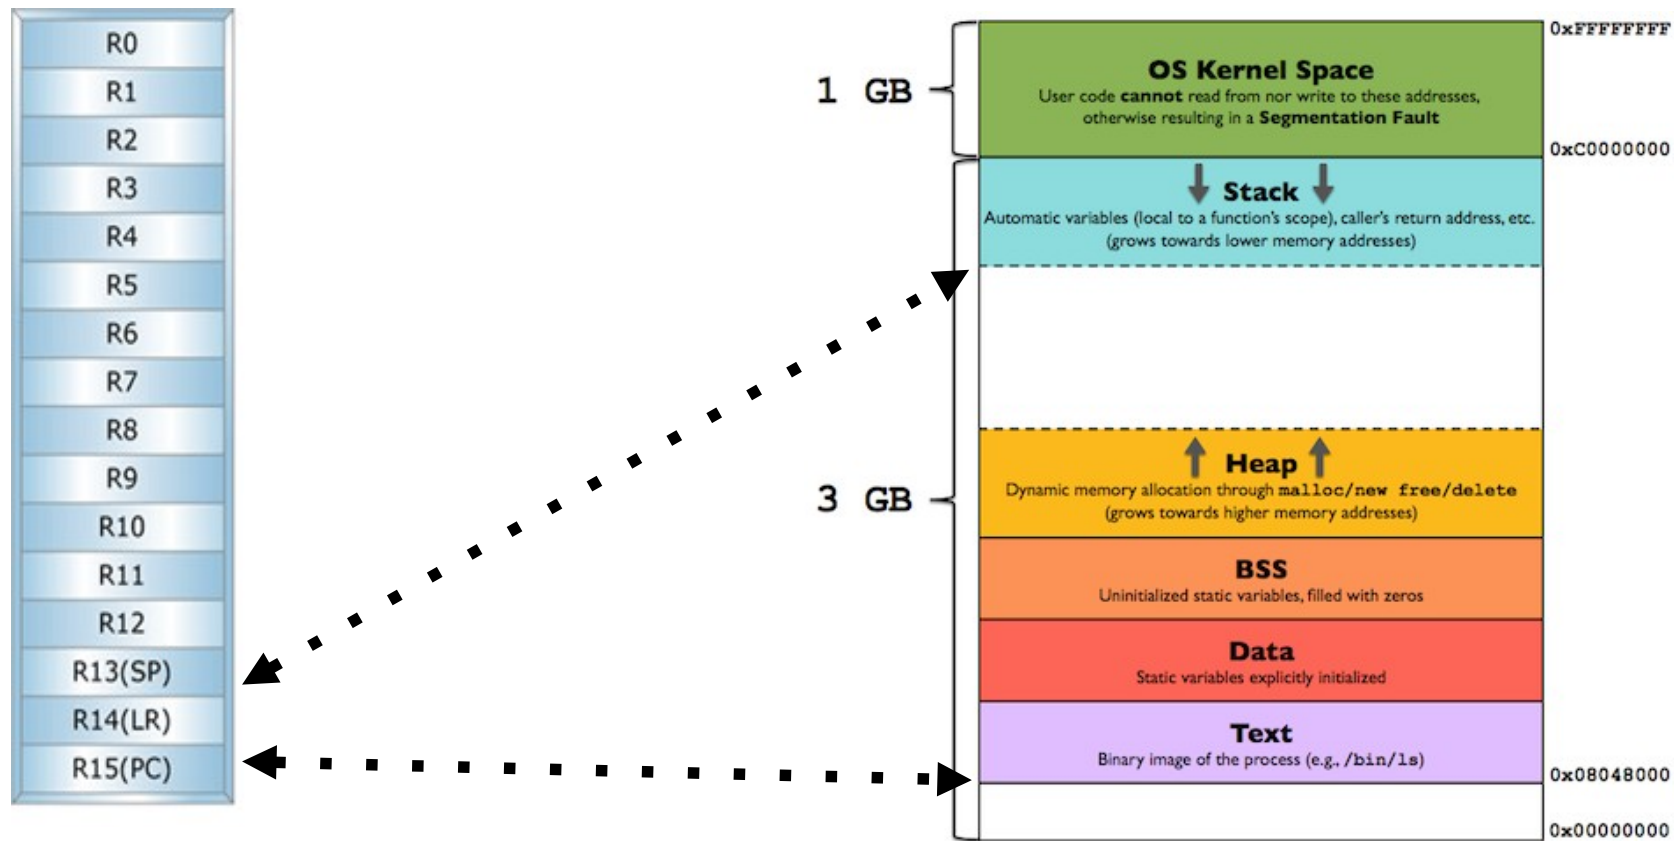 R0
R1
R2
R3
R4
R5
R6
R7
R8
R9
R10
R11
R12
R13(SP)
R14(LR)
R15(PC)
1 GB
3 GB
OS Kernel Space
User code cannot read from nor write to these addresses,
otherwise resulting in a Segmentation Fault
Stack
Automatic variables (local to a function's scope), caller's return address, etc.
(grows towards lower memory addresses)
Heap
Dynamic memory allocation through malloc/new free/delete
(grows towards higher memory addresses)
BSS
Uninitialized static variables, filled with zeros
Data
Static variables explicitly initialized
Text
Binary image of the process (e.g., /bin/ls)
0xFFFFFFFF
0xC0000000
0x08048000
0x00000000